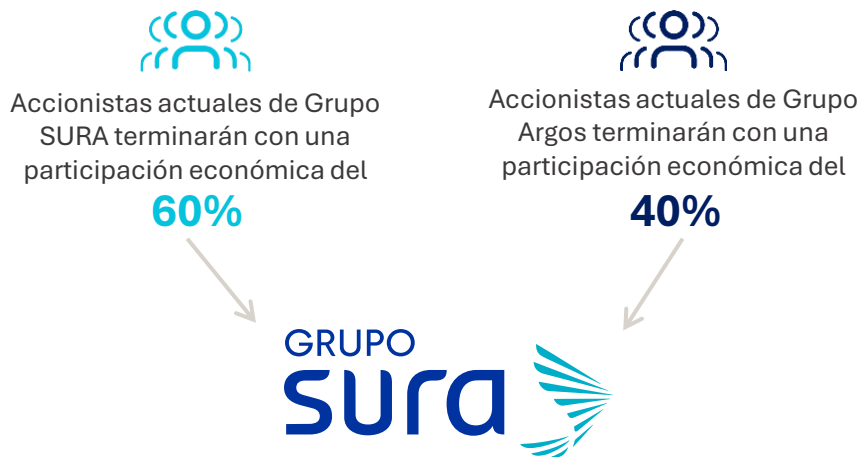 Accionistas actuales de Grupo
SURA terminarán con una
participación económica del
60%
Accionistas actuales de Grupo
Argos terminarán con una
participación económica del
40%
GRUPO
sura